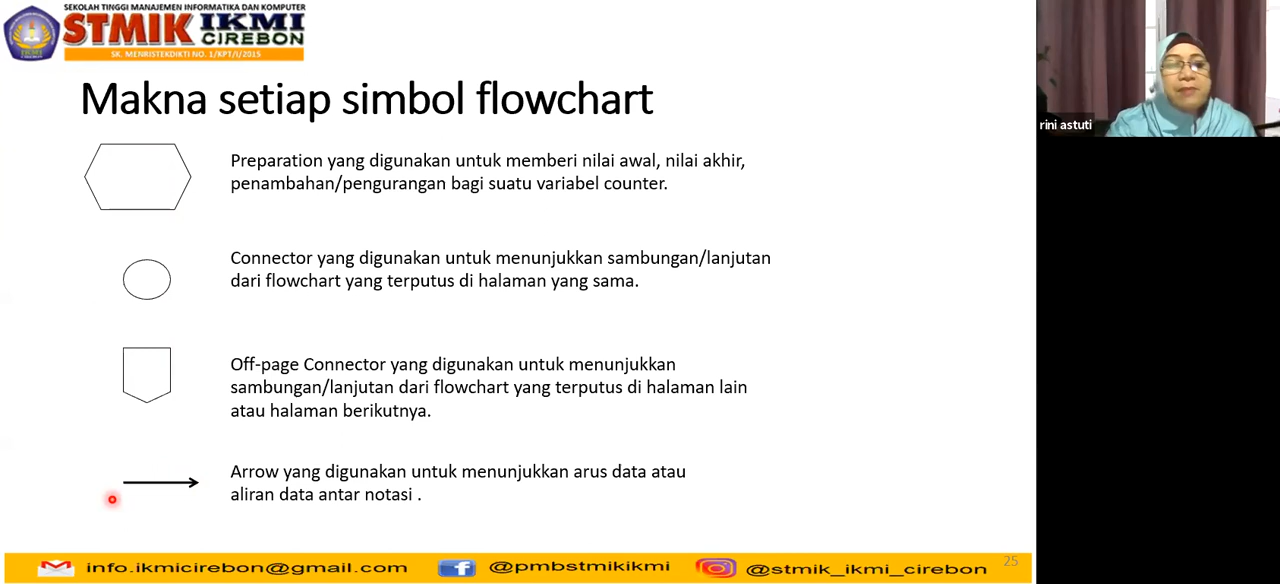 SEKOLAH TINGGI MANAJEMEN INFORMATIKA DAN KOMPUTER
STMIK IKMI
CIREBON
SK. MENRISTEKDIKTI NO. 1/KPT/I/2015
Makna setiap simbol flowchart
Preparation yang digunakan untuk memberi nilai awal, nilai akhir,
penambahan/pengurangan bagi suatu variabel counter.
Connector yang digunakan untuk menunjukkan sambungan/lanjutan
dari flowchart yang terputus di halaman yang sama.
Off-page Connector yang digunakan untuk menunjukkan
sambungan/lanjutan dari flowchart yang terputus di halaman lain
atau halaman berikutnya.
Arrow yang digunakan untuk menunjukkan arus data atau
aliran data antar notasi .
info.ikmicirebon@gmail.com @pmbstmikikmi @stmik_ikmi_cirebon
25
rini astuti